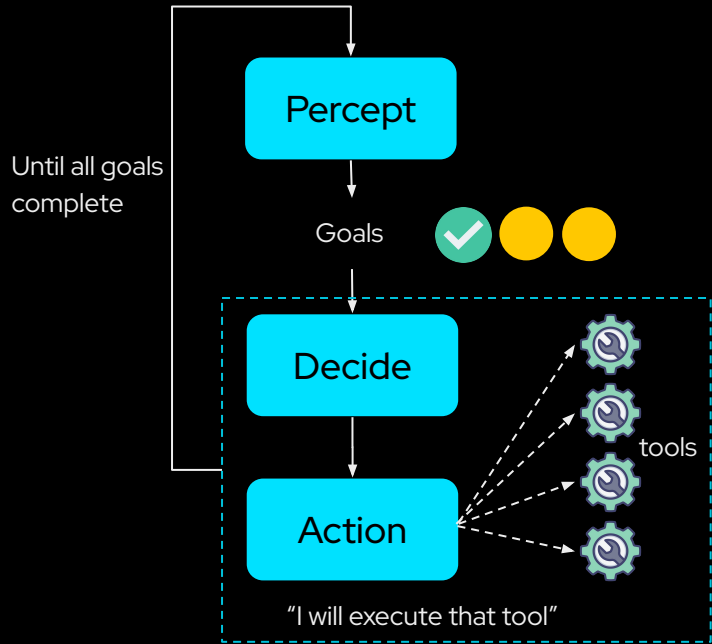 Percept
Until all goals
complete
Goals
Decide
tools
Action
“I will execute that tool”